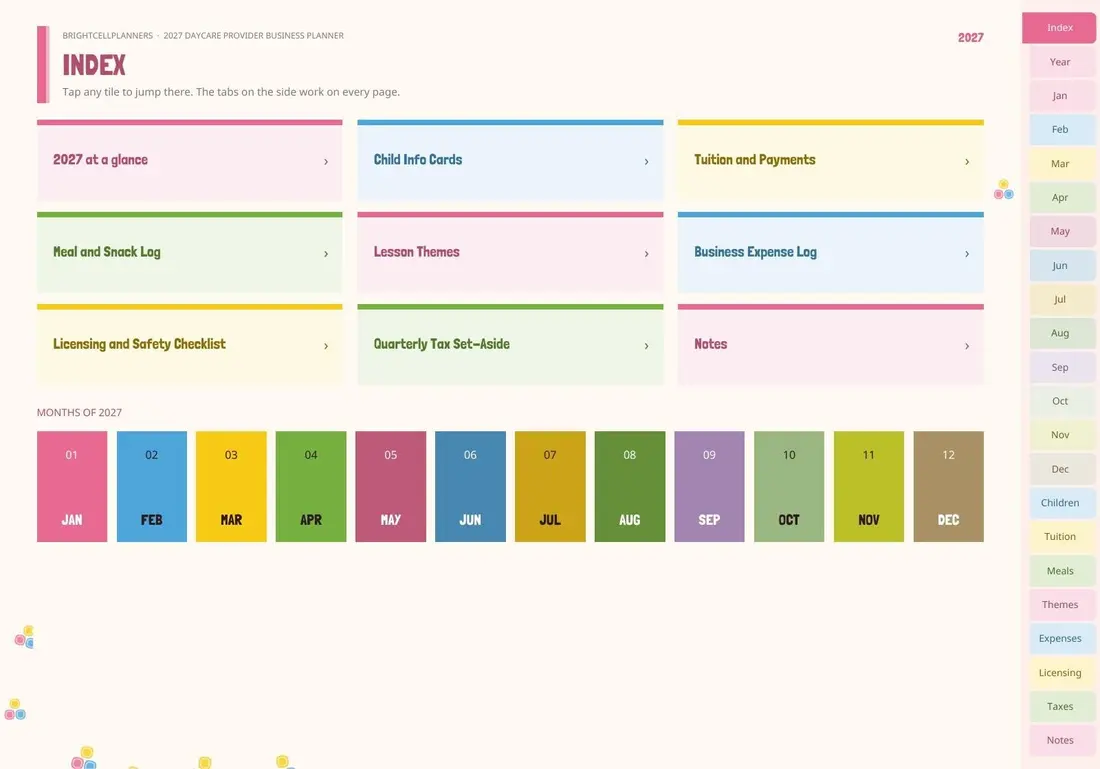 BRIGHTCELLPLANNERS · 2027 DAYCARE PROVIDER BUSINESS PLANNER
2027
INDEX
Tap any tile to jump there. The tabs on the side work on every page.
2027 at a glance ›
Child Info Cards ›
Tuition and Payments ›
Meal and Snack Log ›
Lesson Themes ›
Business Expense Log ›
Licensing and Safety Checklist ›
Quarterly Tax Set-Aside ›
Notes ›
MONTHS OF 2027
01
JAN
02
FEB
03
MAR
04
APR
05
MAY
06
JUN
07
JUL
08
AUG
09
SEP
10
OCT
11
NOV
12
DEC
Index
Year
Jan
Feb
Mar
Apr
May
Jun
Jul
Aug
Sep
Oct
Nov
Dec
Children
Tuition
Meals
Themes
Expenses
Licensing
Taxes
Notes